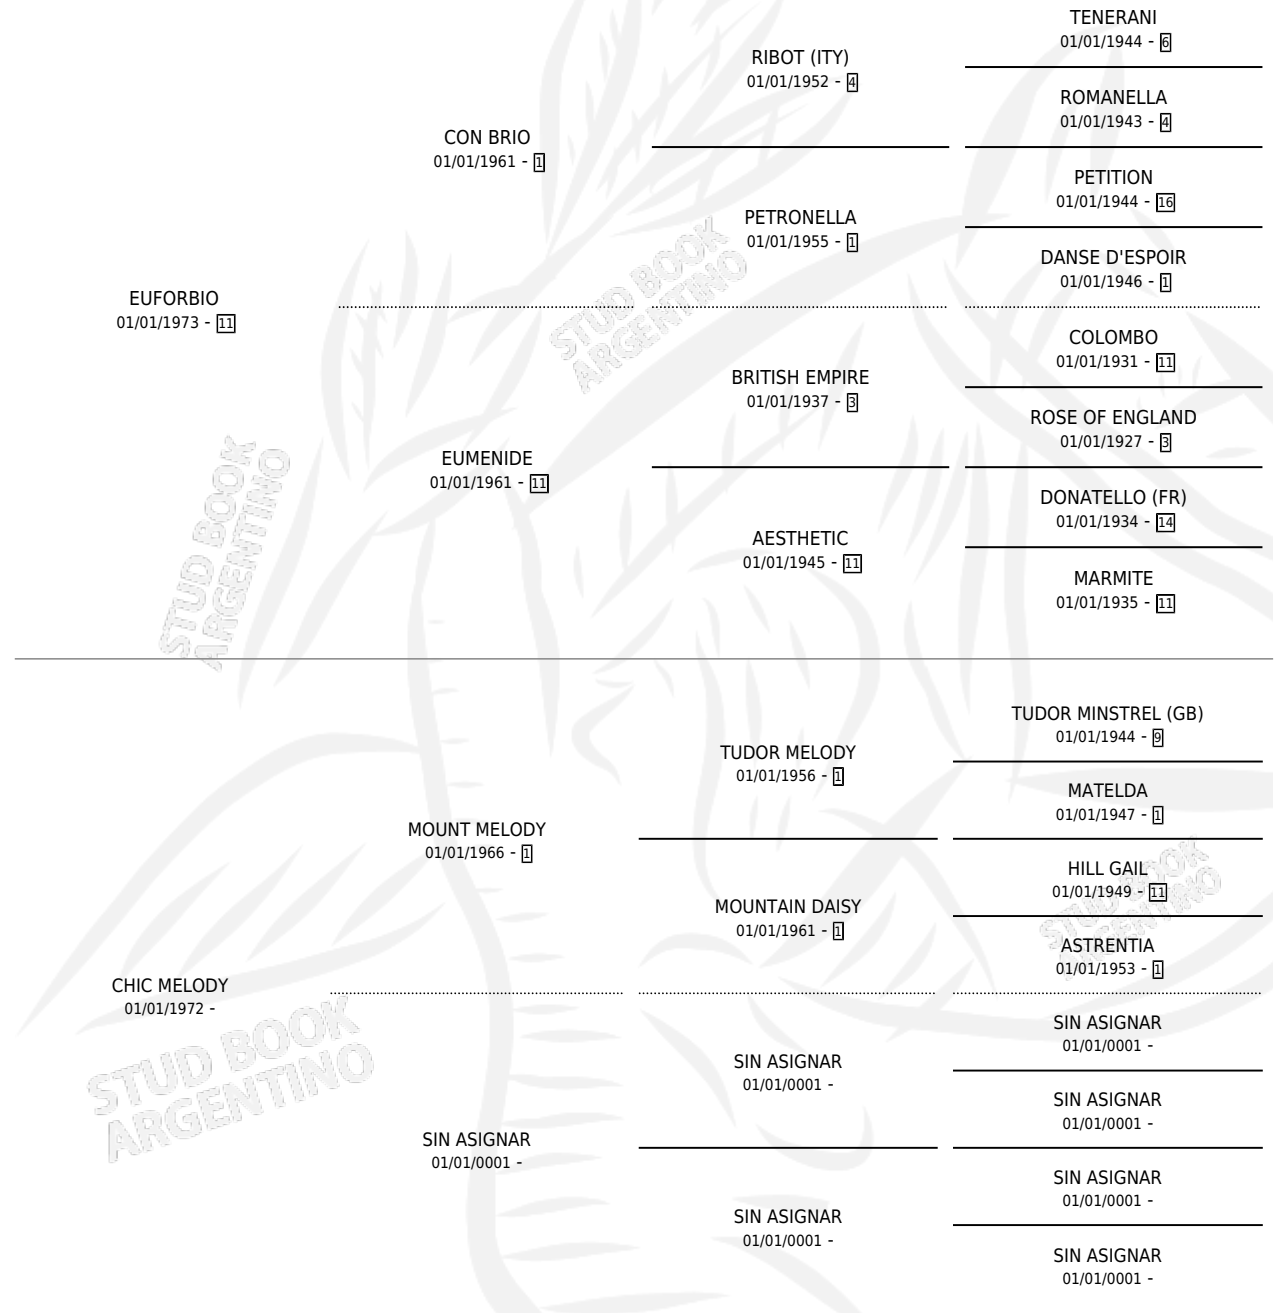 TENERANI
01/01/1944 - 6
RIBOT (ITY)
01/01/1952 - 4
ROMANELLA
01/01/1943 - 4
CON BRIO
01/01/1961 - 1
PETITION
01/01/1944 - 16
PETRONELLA
01/01/1955 - 1
DANSE D'ESPOIR
01/01/1946 - 1
EUFORBIO
01/01/1973 - 11
COLOMBO
01/01/1931 - 11
BRITISH EMPIRE
01/01/1937 - 3
ROSE OF ENGLAND
01/01/1927 - 3
EUMENIDE
01/01/1961 - 11
DONATELLO (FR)
01/01/1934 - 14
AESTHETIC
01/01/1945 - 11
MARMITE
01/01/1935 - 11
STUD BOOK
ARGENTINO
STUD BOOK
ARGENTINO
TUDOR MINSTREL (GB)
01/01/1944 - 9
TUDOR MELODY
01/01/1956 - 1
MATELDA
01/01/1947 - 1
MOUNT MELODY
01/01/1966 - 1
HILL GAIL
01/01/1949 - 11
MOUNTAIN DAISY
01/01/1961 - 1
ASTRENTIA
01/01/1953 - 1
STUD BOOK
ARGENTINO
CHIC MELODY
01/01/1972 -
SIN ASIGNAR
01/01/0001 -
SIN ASIGNAR
01/01/0001 -
SIN ASIGNAR
01/01/0001 -
SIN ASIGNAR
01/01/0001 -
SIN ASIGNAR
01/01/0001 -
SIN ASIGNAR
01/01/0001 -
SIN ASIGNAR
01/01/0001 -
STUD BOOK
ARGENTINO